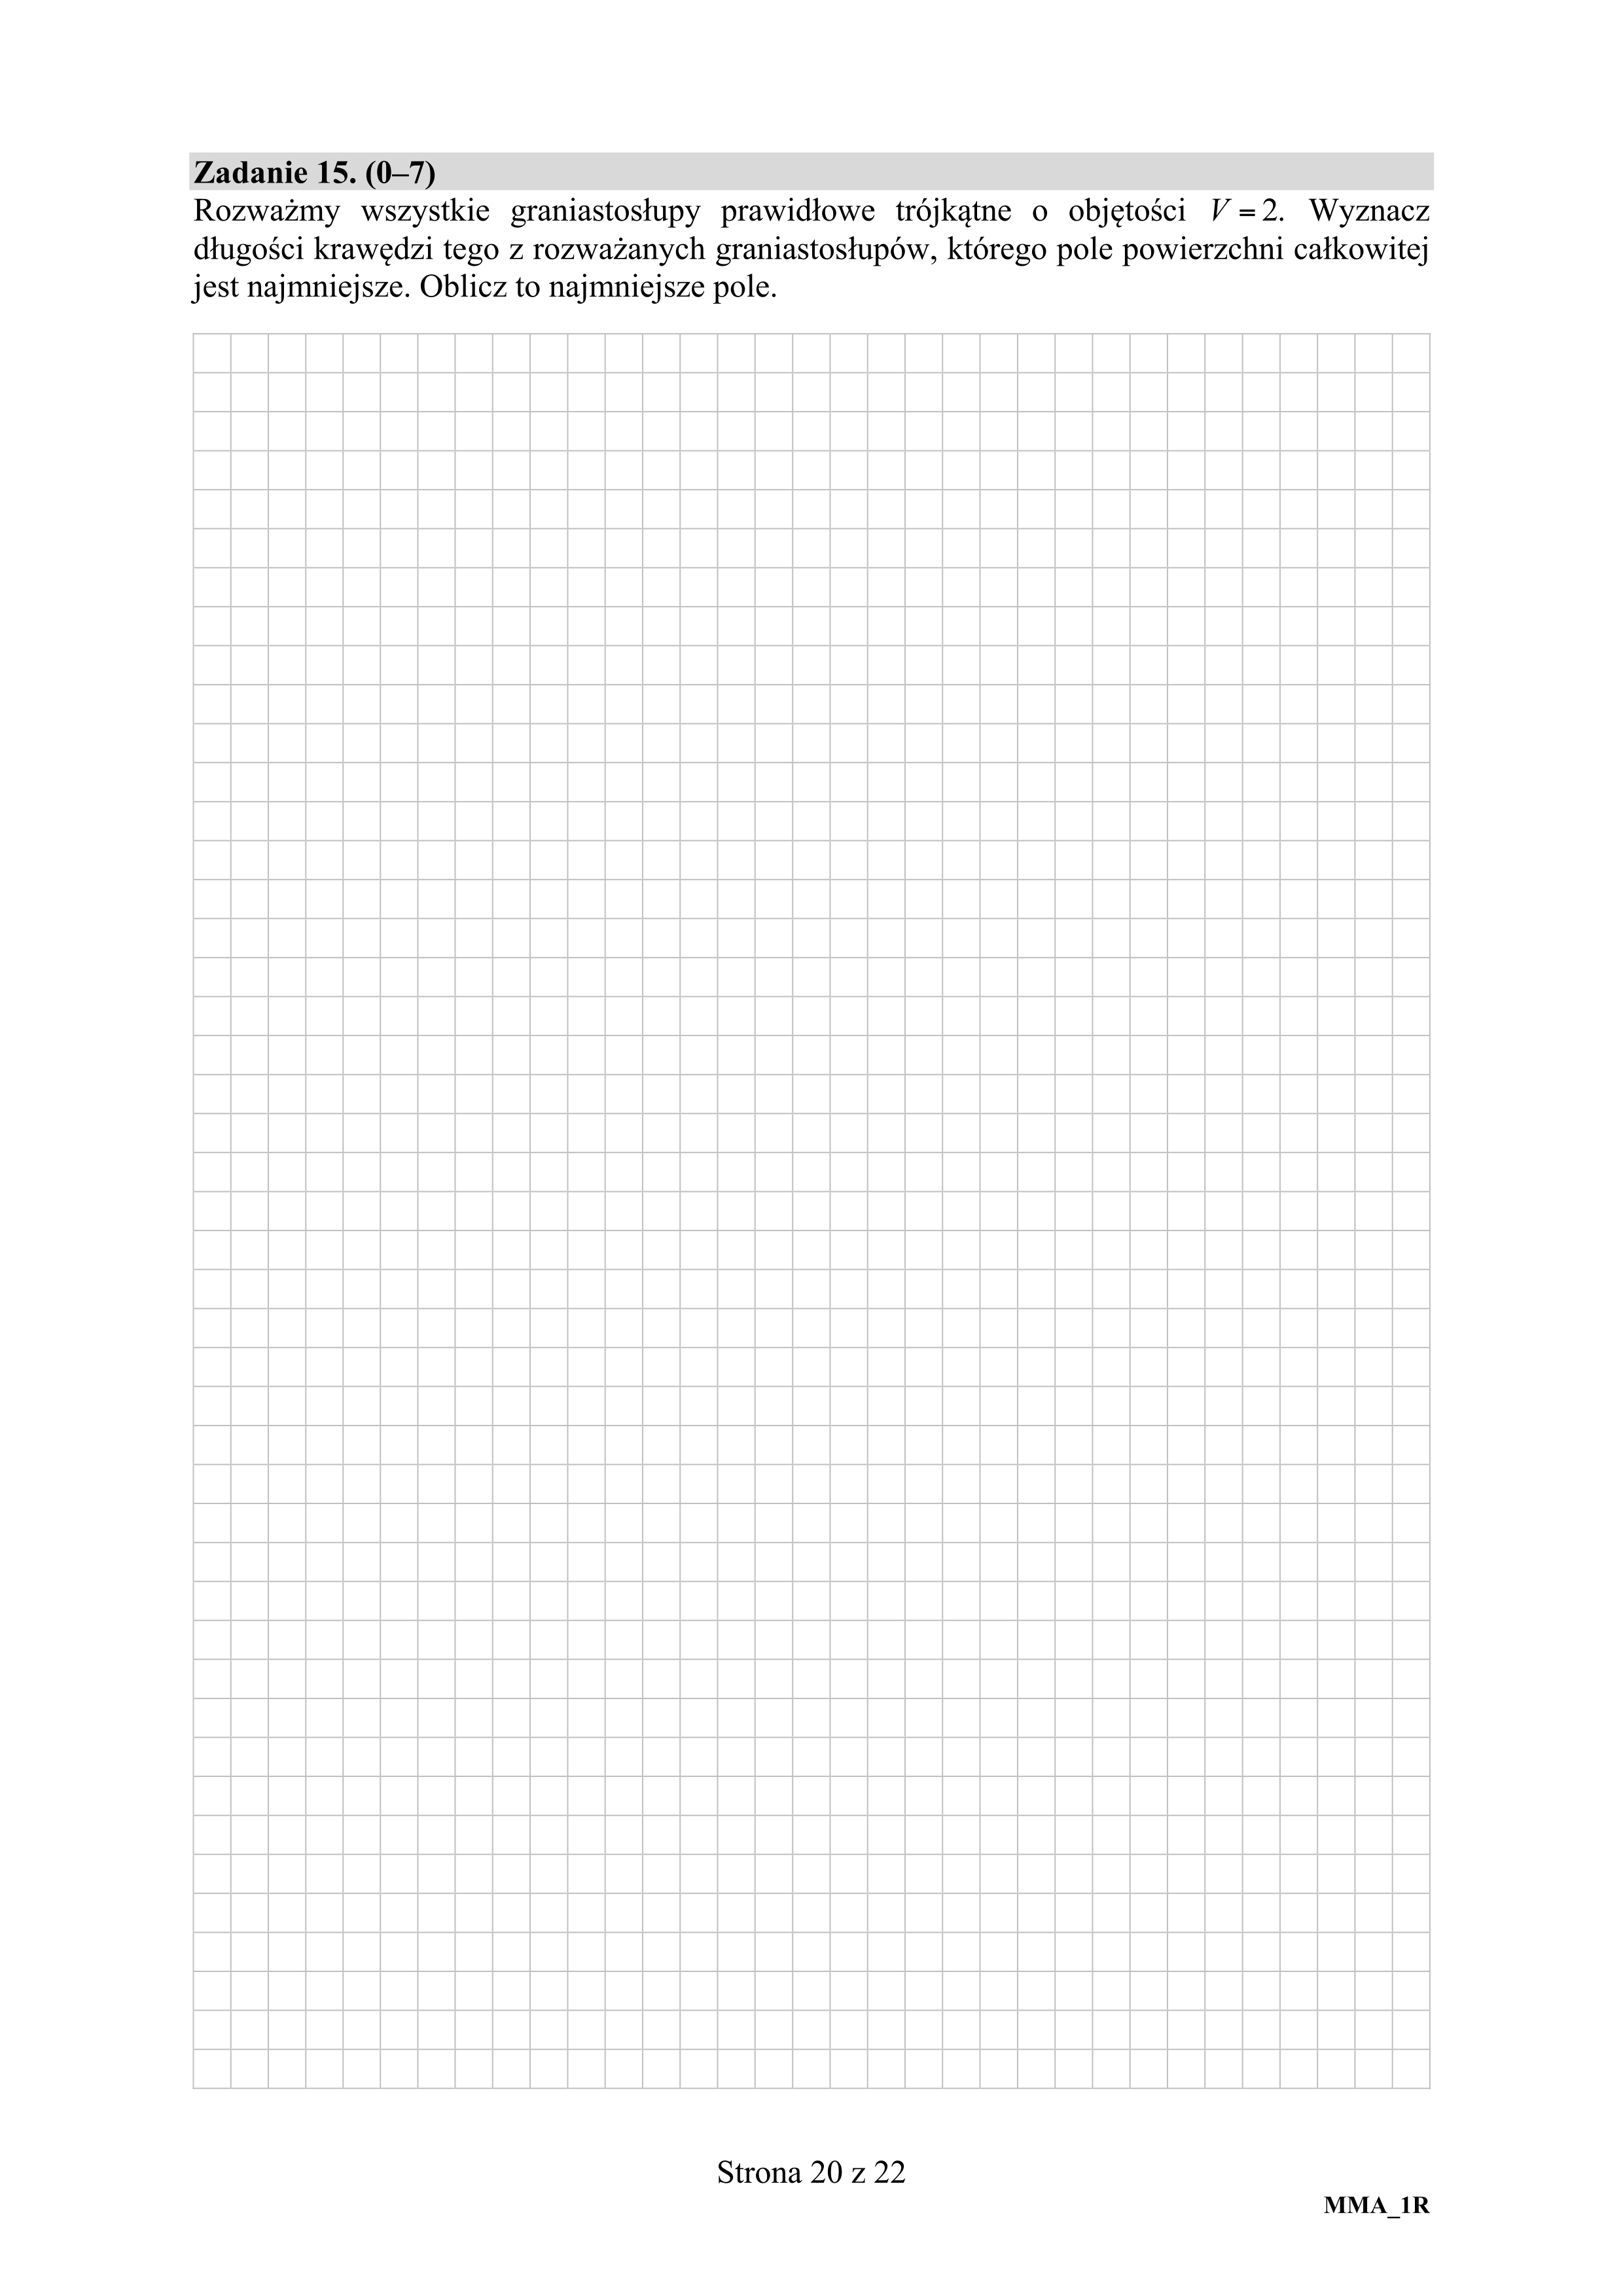 Zadanie 15. (0–7)
Rozważmy wszystkie graniastosłupy prawidłowe trójkątne o objętości V = 2. Wyznacz
długości krawędzi tego z rozważanych graniastosłupów, którego pole powierzchni całkowitej
jest najmniejsze. Oblicz to najmniejsze pole.
Strona 20 z 22
MMA_1R